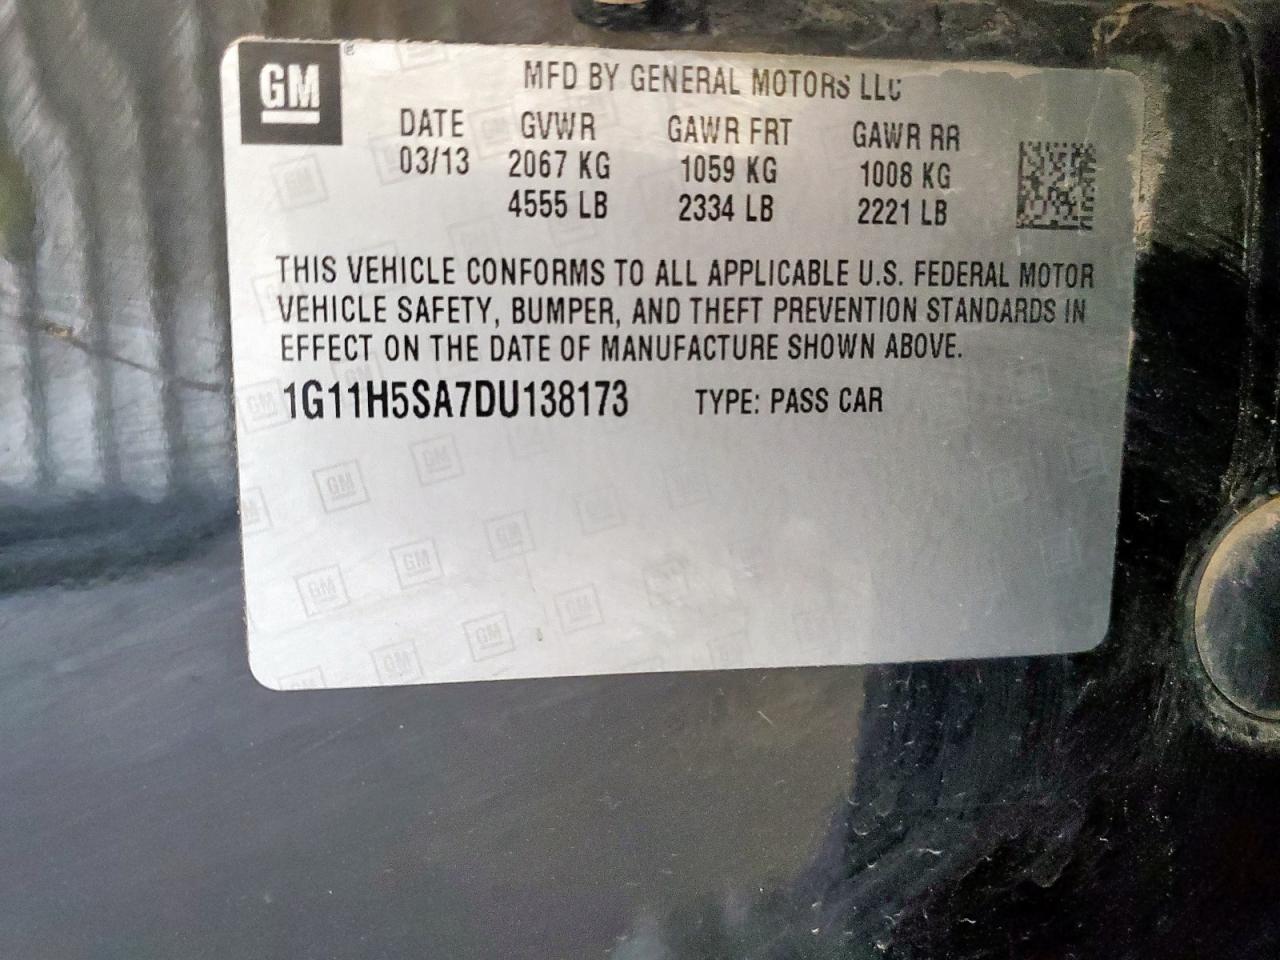 GM
MFD BY GENERAL MOTORS LLC
DATE GVWR GAWR FRT GAWR RR
03/13 2067 KG 1059 KG 1008 KG
4555 LB 2334 LB 2221 LB
THIS VEHICLE CONFORMS TO ALL APPLICABLE U.S. FEDERAL MOTOR
VEHICLE SAFETY, BUMPER, AND THEFT PREVENTION STANDARDS IN
EFFECT ON THE DATE OF MANUFACTURE SHOWN ABOVE.
1G11H5SA7DU138173 TYPE: PASS CAR